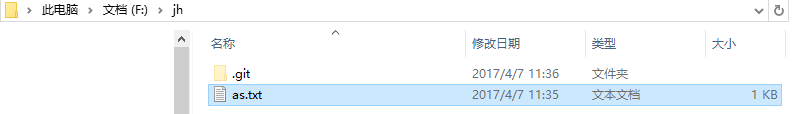 此电脑 > 文档 (F:) > jh
名称 修改日期 类型 大小
.git 2017/4/7 11:36 文件夹
as.txt 2017/4/7 11:35 文本文档 1 KB